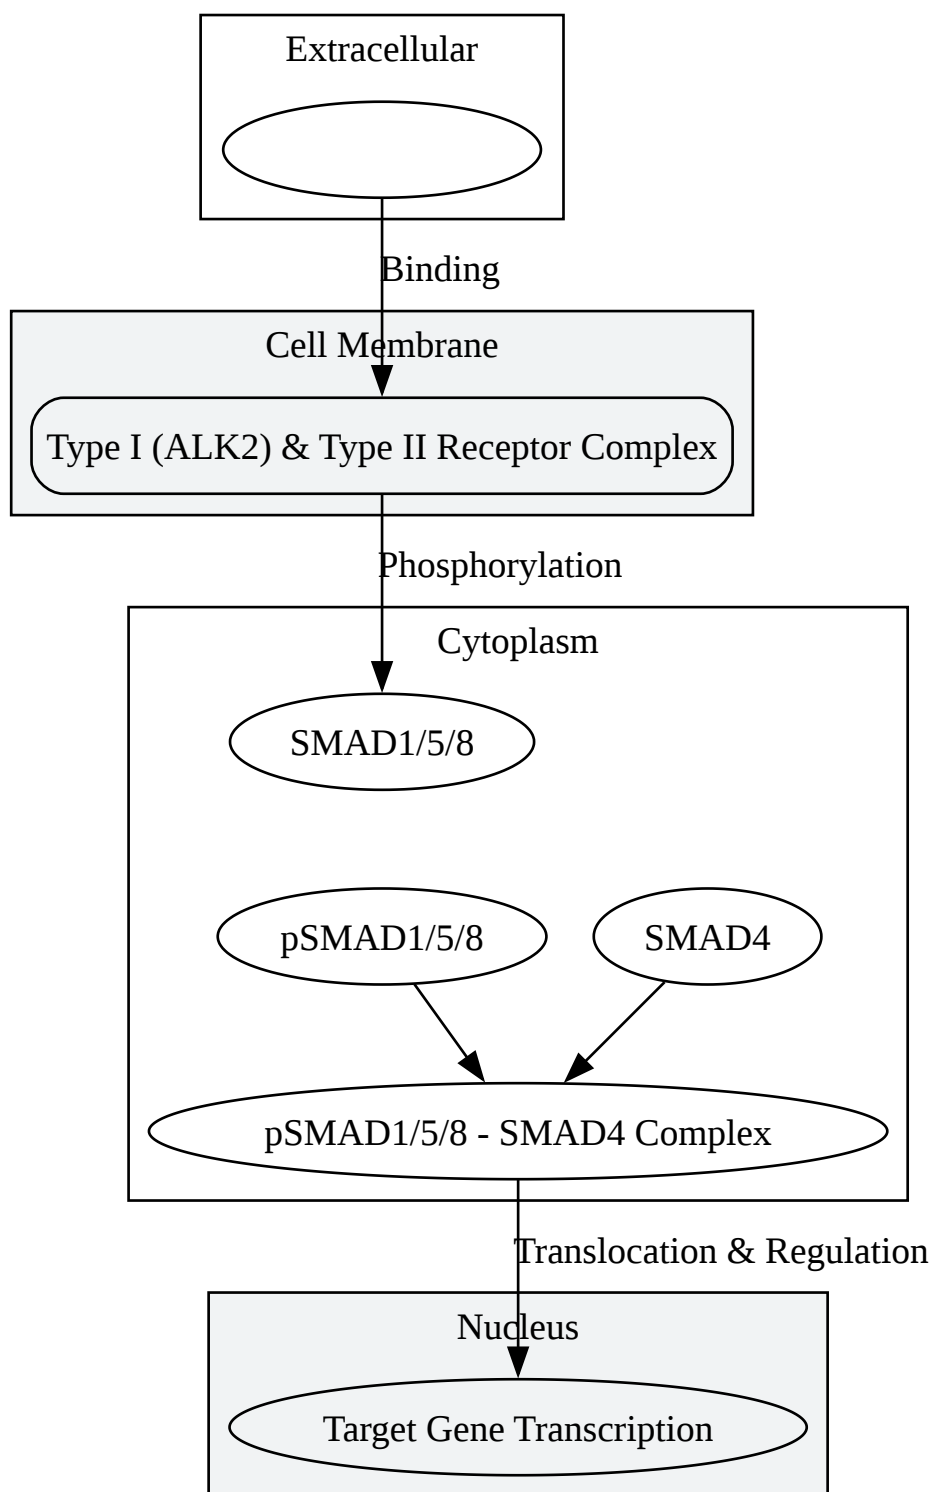 Extracellular
Binding
Cell Membrane
Type I (ALK2) & Type II Receptor Complex
Phosphorylation
Cytoplasm
SMAD1/5/8
pSMAD1/5/8
SMAD4
pSMAD1/5/8 - SMAD4 Complex
Translocation & Regulation
Nucleus
Target Gene Transcription